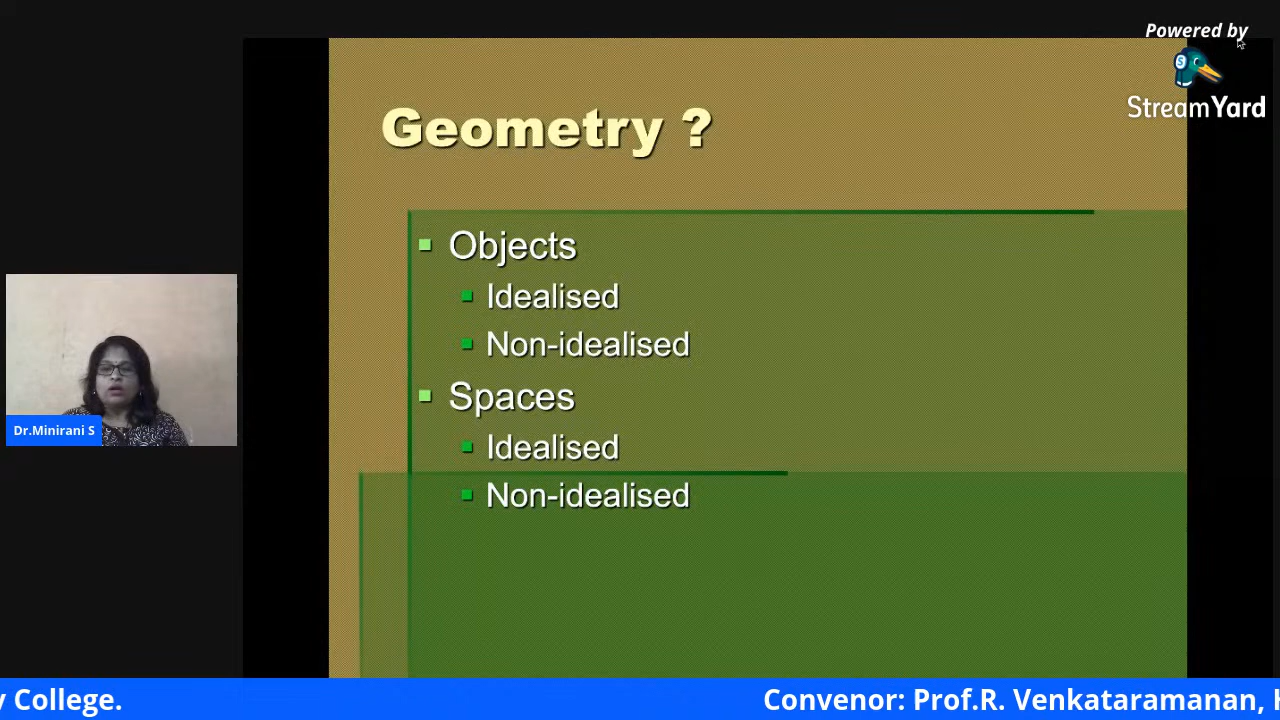 Powered by
StreamYard
Geometry ?
Objects
Idealised
Non-idealised
Spaces
Idealised
Non-idealised
Dr.Minirani S
College.
Convenor: Prof.R. Venkataramanan,